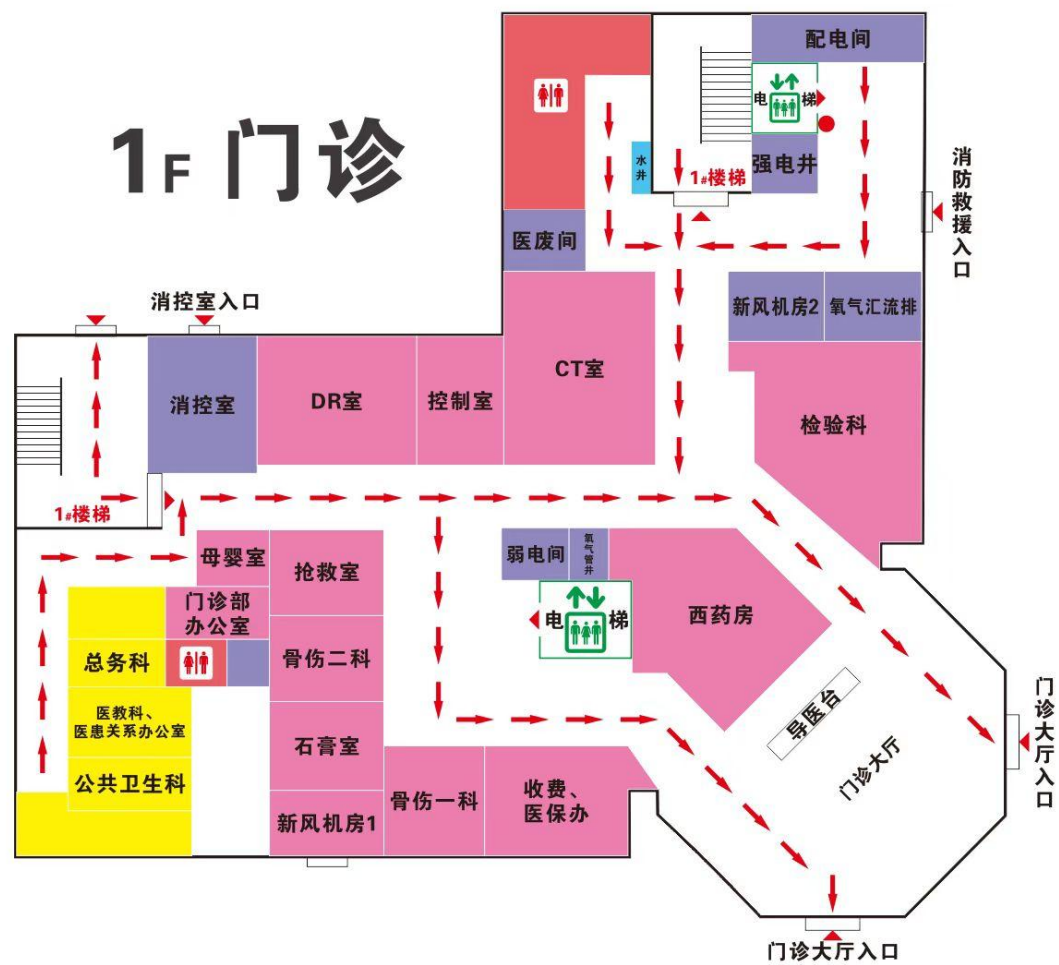 1F 门诊
配电间
电 梯
强电井
水井
1#楼梯
消防救援入口
医废间
新风机房2
氧气汇流排
消控室入口
消控室
DR室
控制室
CT室
检验科
1#楼梯
母婴室
抢救室
弱电间
氧气管井
门诊部
办公室
电 梯
西药房
总务科
骨伤二科
医教科、
医患关系办公室
石膏室
导医台
门诊大厅
门诊大厅入口
公共卫生科
新风机房1
骨伤一科
收费、
医保办
门诊大厅入口